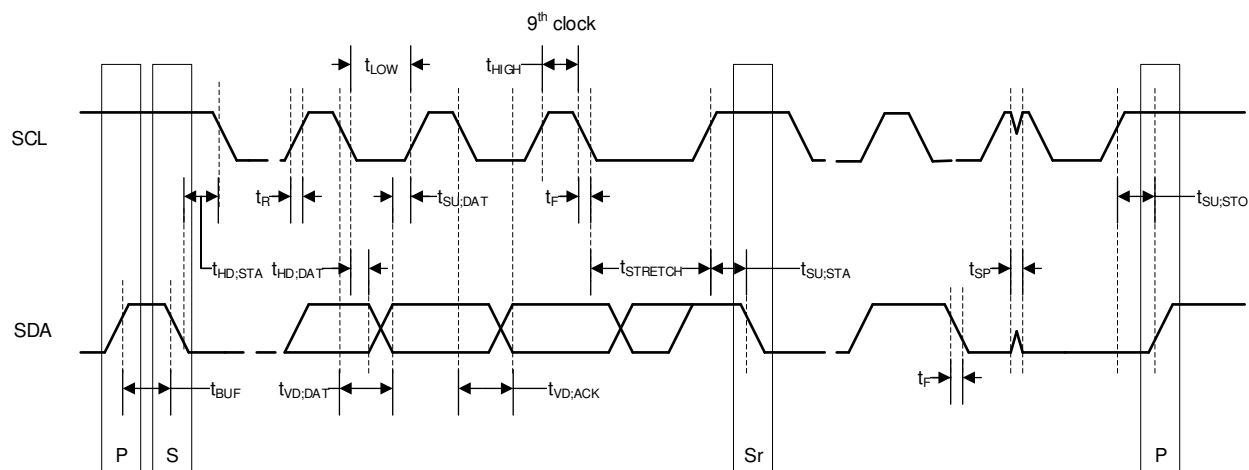 9th clock
tLOW
tHIGH
SCL
tR
tSU;DAT
tF
tSU;STO
tHD;STA
tHD;DAT
tSTRETCH
tSU;STA
tSP
SDA
tBUF
tVD;DAT
tVD;ACK
tF
P
S
Sr
P